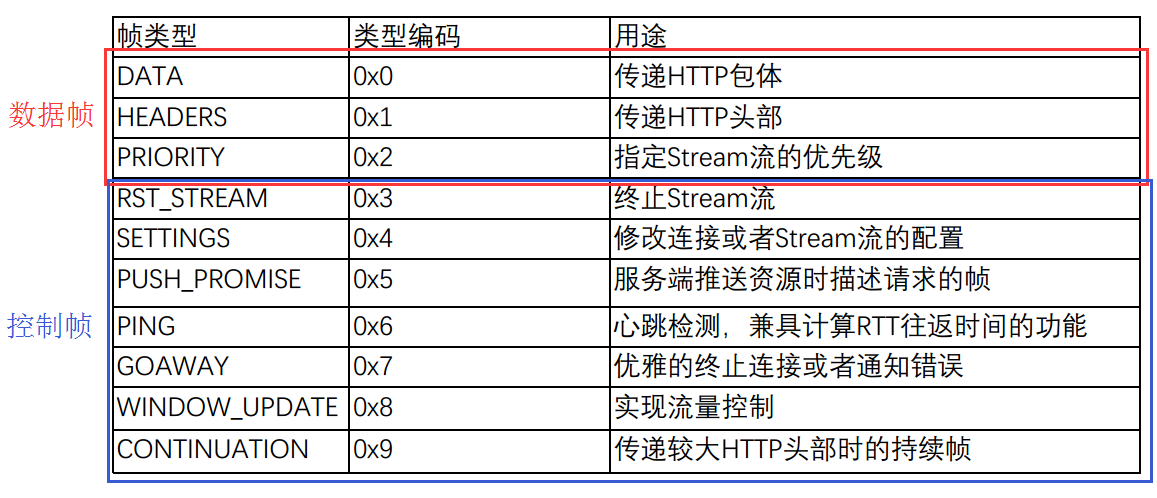 帧类型 类型编码 用途
DATA 0x0 传递HTTP包体
数据帧
HEADERS 0x1 传递HTTP头部
PRIORITY 0x2 指定Stream流的优先级
RST_STREAM 0x3 终止Stream流
SETTINGS 0x4 修改连接或者Stream流的配置
PUSH_PROMISE 0x5 服务端推送资源时描述请求的帧
控制帧
PING 0x6 心跳检测，兼具计算RTT往返时间的功能
GOAWAY 0x7 优雅的终止连接或者通知错误
WINDOW_UPDATE 0x8 实现流量控制
CONTINUATION 0x9 传递较大HTTP头部时的持续帧